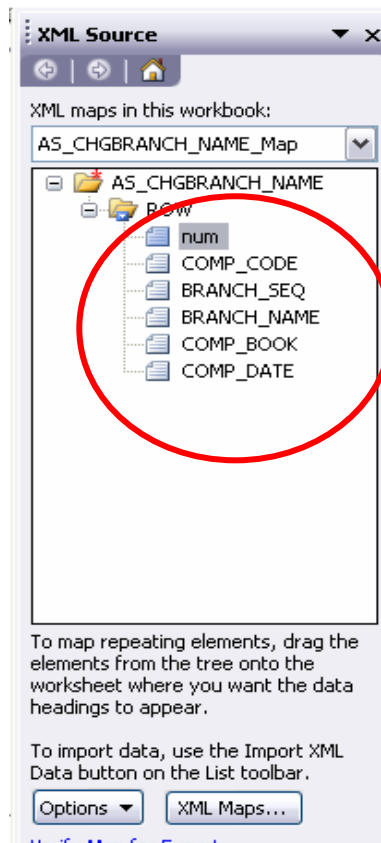 XML Source
XML maps in this workbook:
AS_CHGBRANCH_NAME_Map
AS_CHGBRANCH_NAME
ROW
num
COMP_CODE
BRANCH_SEQ
BRANCH_NAME
COMP_BOOK
COMP_DATE
To map repeating elements, drag the
elements from the tree onto the
worksheet where you want the data
headings to appear.
To import data, use the Import XML
Data button on the List toolbar.
Options
XML Maps...